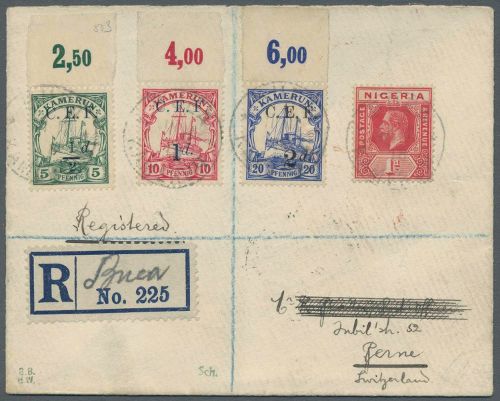 2,50
4,00
6,00
KAMERUN
C.E.F.
½d.
5 PFENNIG 5
KAMERUN
C.E.F.
1d.
10 PFENNIG 10
KAMERUN
C.E.F.
2d.
20 PFENNIG 20
NIGERIA
POSTAGE
REVENUE
1D
Registered
R
Buea
No. 225
Jubil'str. 52
Berne
Switzerland
Sch.